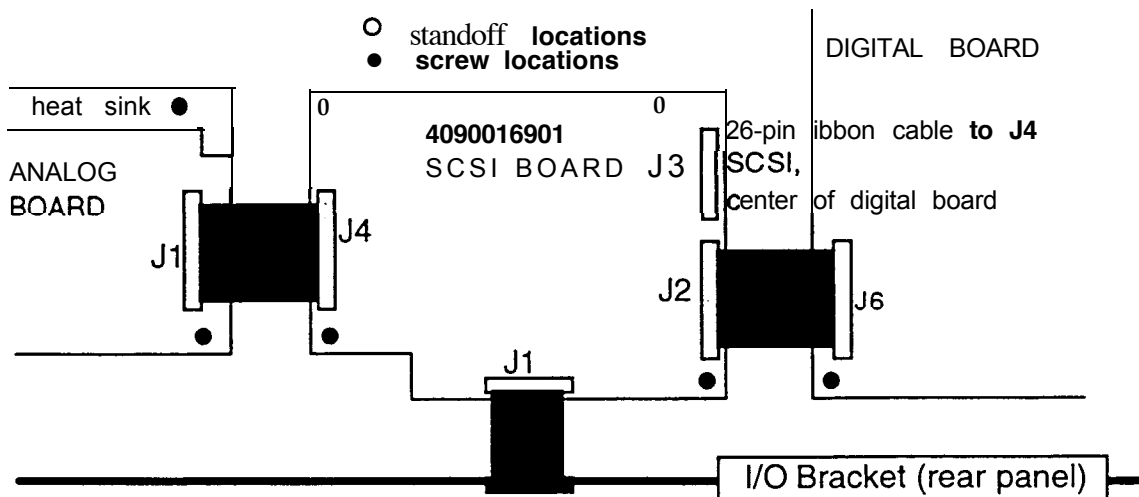 standoff locations
screw locations
DIGITAL BOARD
heat sink
0
0
4090016901
SCSI BOARD
J3
26-pin ibbon cable to J4
SCSI,
center of digital board
ANALOG
BOARD
J1
J4
J2
J6
J1
I/O Bracket (rear panel)